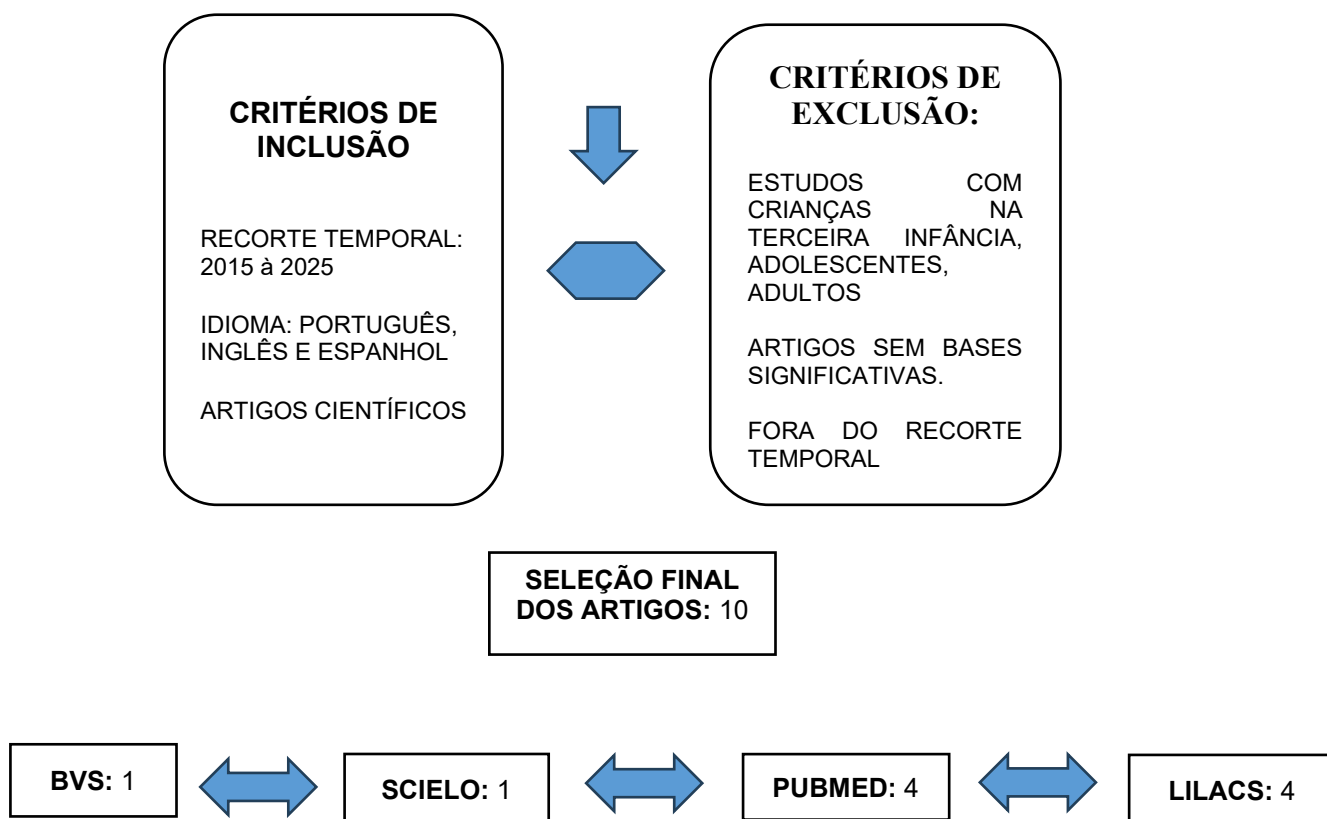 CRITÉRIOS DE
INCLUSÃO
RECORTE TEMPORAL:
2015 à 2025
IDIOMA: PORTUGUÊS,
INGLÊS E ESPANHOL
ARTIGOS CIENTÍFICOS
CRITÉRIOS DE
EXCLUSÃO:
ESTUDOS COM
CRIANÇAS NA
TERCEIRA INFÂNCIA,
ADOLESCENTES,
ADULTOS
ARTIGOS SEM BASES
SIGNIFICATIVAS.
FORA DO RECORTE
TEMPORAL
SELEÇÃO FINAL
DOS ARTIGOS: 10
BVS: 1
SCIELO: 1
PUBMED: 4
LILACS: 4